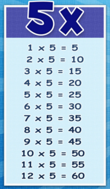 5x
1 x 5 = 5
2 x 5 = 10
3 x 5 = 15
4 x 5 = 20
5 x 5 = 25
6 x 5 = 30
7 x 5 = 35
8 x 5 = 40
9 x 5 = 45
10 x 5 = 50
11 x 5 = 55
12 x 5 = 60